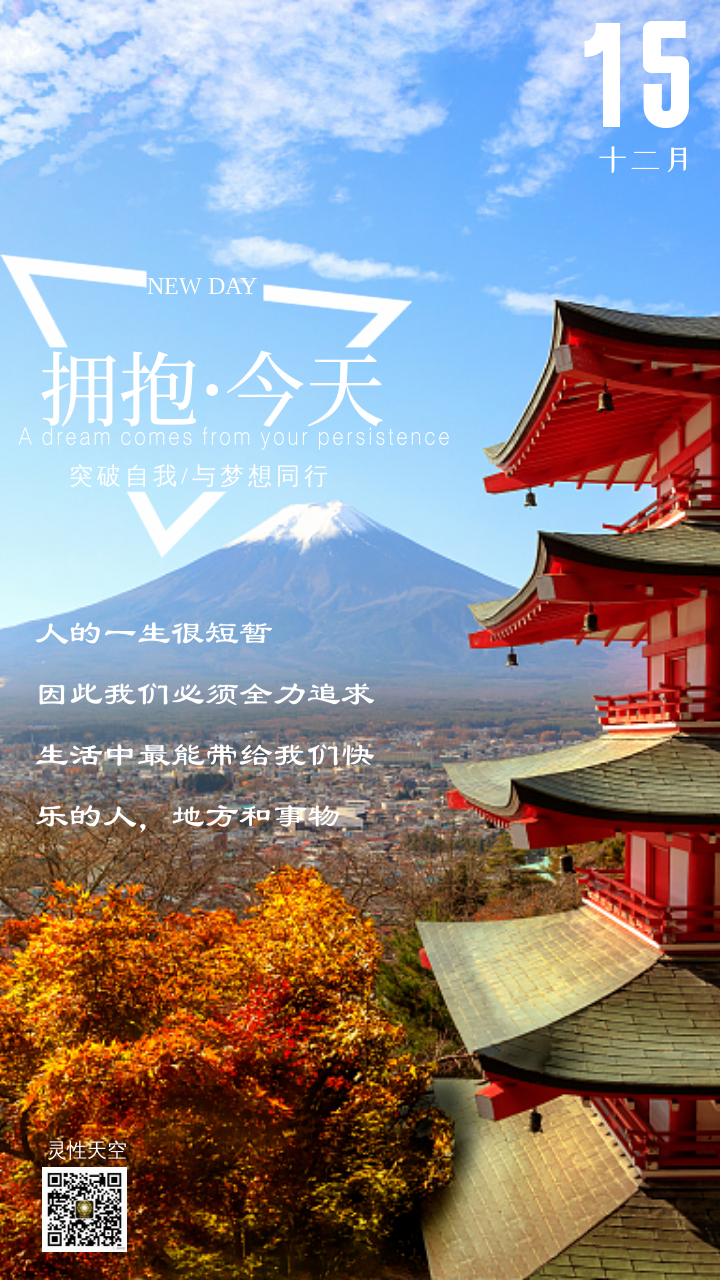 15
十二月
NEW DAY
拥抱·今天
A dream comes from your persistence
突破自我/与梦想同行
人的一生很短暂
因此我们必须全力追求
生活中最能带给我们快
乐的人，地方和事物
灵性天空